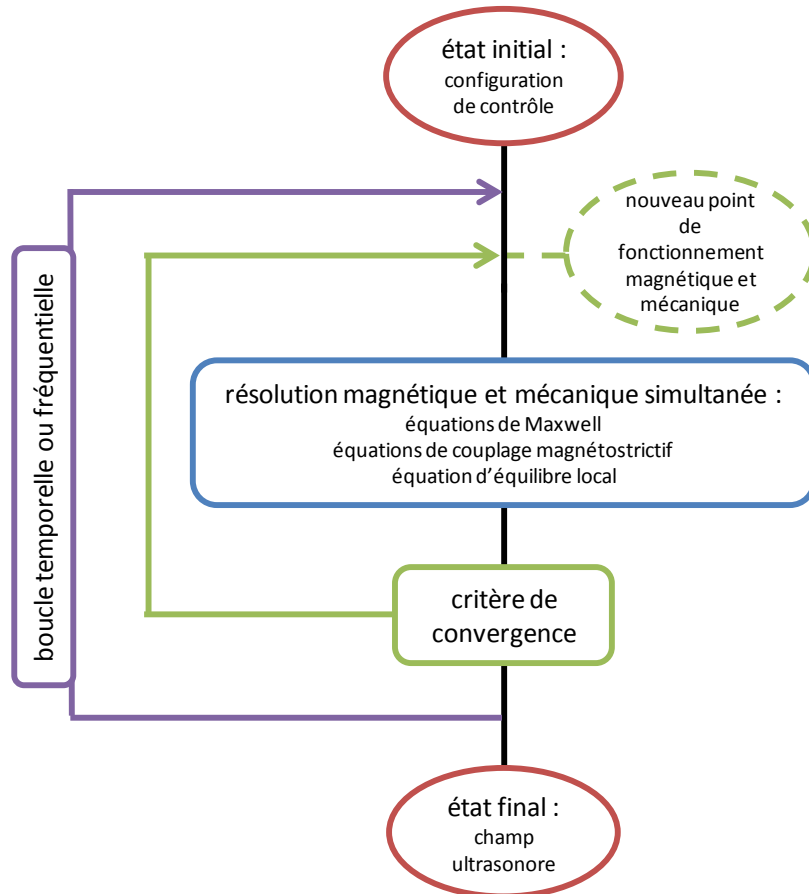 état initial :
configuration
de contrôle
nouveau point
de
fonctionnement
magnétique et
mécanique
boucle temporelle ou fréquentielle
résolution magnétique et mécanique simultanée :
équations de Maxwell
équations de couplage magnétostrictif
équation d’équilibre local
critère de
convergence
état final :
champ
ultrasonore